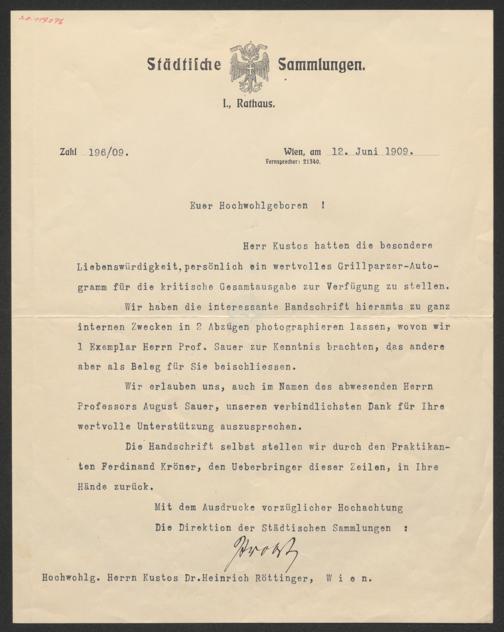 Städtische Sammlungen.
I., Rathaus.
Zahl 196/09. Wien, am 12. Juni 1909.
Fernsprecher: 21340.
Euer Hochwohlgeboren !
Herr Kustos hatten die besondere
Liebenswürdigkeit, persönlich ein wertvolles Grillparzer-Auto-
gramm für die kritische Gesamtausgabe zur Verfügung zu stellen.
Wir haben die interessante Handschrift hieramts zu ganz
internen Zwecken in 2 Abzügen photographieren lassen, wovon wir
1 Exemplar Herrn Prof. Sauer zur Kenntnis brachten, das andere
aber als Beleg für Sie beischliessen.
Wir erlauben uns, auch im Namen des abwesenden Herrn
Professors August Sauer, unseren verbindlichsten Dank für Ihre
wertvolle Unterstützung auszusprechen.
Die Handschrift selbst stellen wir durch den Praktikan-
ten Ferdinand Kröner, den Ueberbringer dieser Zeilen, in Ihre
Hände zurück.
Mit dem Ausdrucke vorzüglicher Hochachtung
Die Direktion der Städtischen Sammlungen :
Probst
Hochwohlg. Herrn Kustos Dr. Heinrich Röttinger, W i e n.